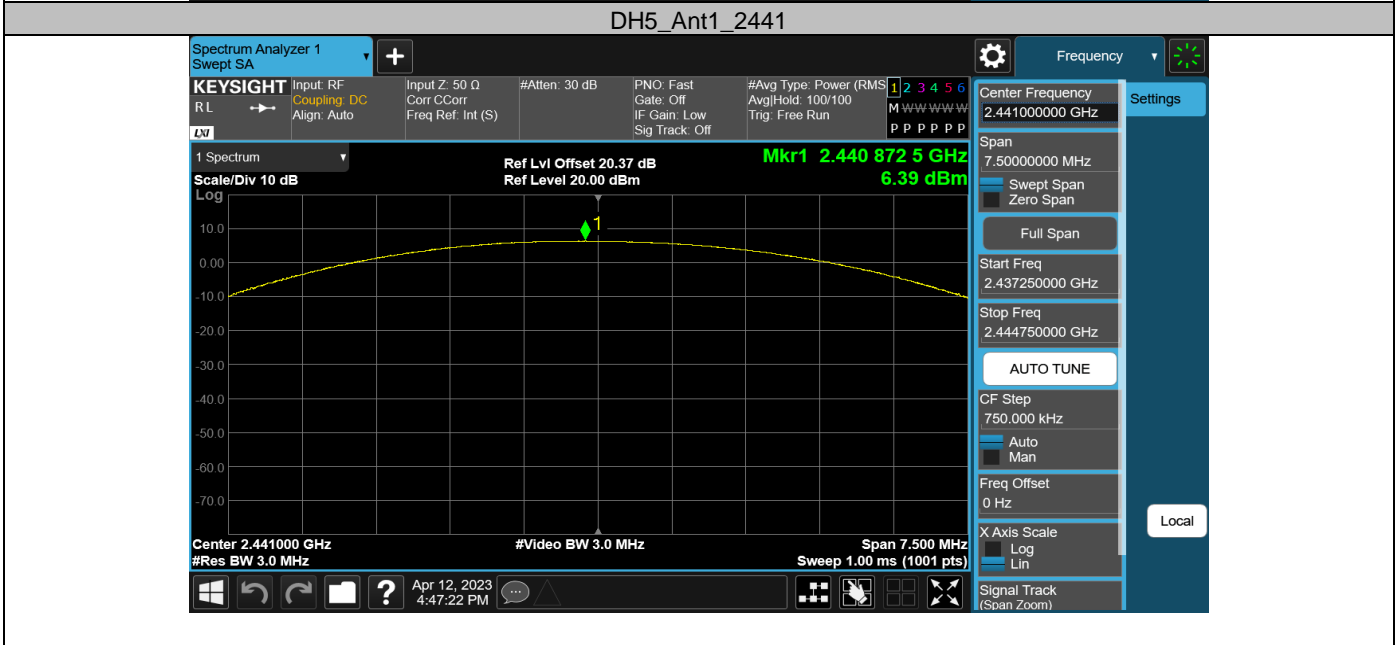 DH5_Ant1_2441
Spectrum Analyzer 1
Swept SA
Frequency
KEYSIGHT
RL
LXI
Input: RF
Coupling: DC
Align: Auto
Input Z: 50 Ω
Corr CCorr
Freq Ref: Int (S)
#Atten: 30 dB
PNO: Fast
Gate: Off
IF Gain: Low
Sig Track: Off
#Avg Type: Power (RMS
Avg|Hold: 100/100
Trig: Free Run
1 2 3 4 5 6
M W W W W W
P P P P P P
1 Spectrum
Scale/Div 10 dB
Log
Ref Lvl Offset 20.37 dB
Ref Level 20.00 dBm
Mkr1 2.440 872 5 GHz
6.39 dBm
1
10.0
0.00
-10.0
-20.0
-30.0
-40.0
-50.0
-60.0
-70.0
Center 2.441000 GHz
#Video BW 3.0 MHz
Span 7.500 MHz
#Res BW 3.0 MHz
Sweep 1.00 ms (1001 pts)
Apr 12, 2023
4:47:22 PM
Center Frequency
2.441000000 GHz
Settings
Span
7.50000000 MHz
Swept Span
Zero Span
Full Span
Start Freq
2.437250000 GHz
Stop Freq
2.444750000 GHz
AUTO TUNE
CF Step
750.000 kHz
Auto
Man
Freq Offset
0 Hz
Local
X Axis Scale
Log
Lin
Signal Track
(Span Zoom)